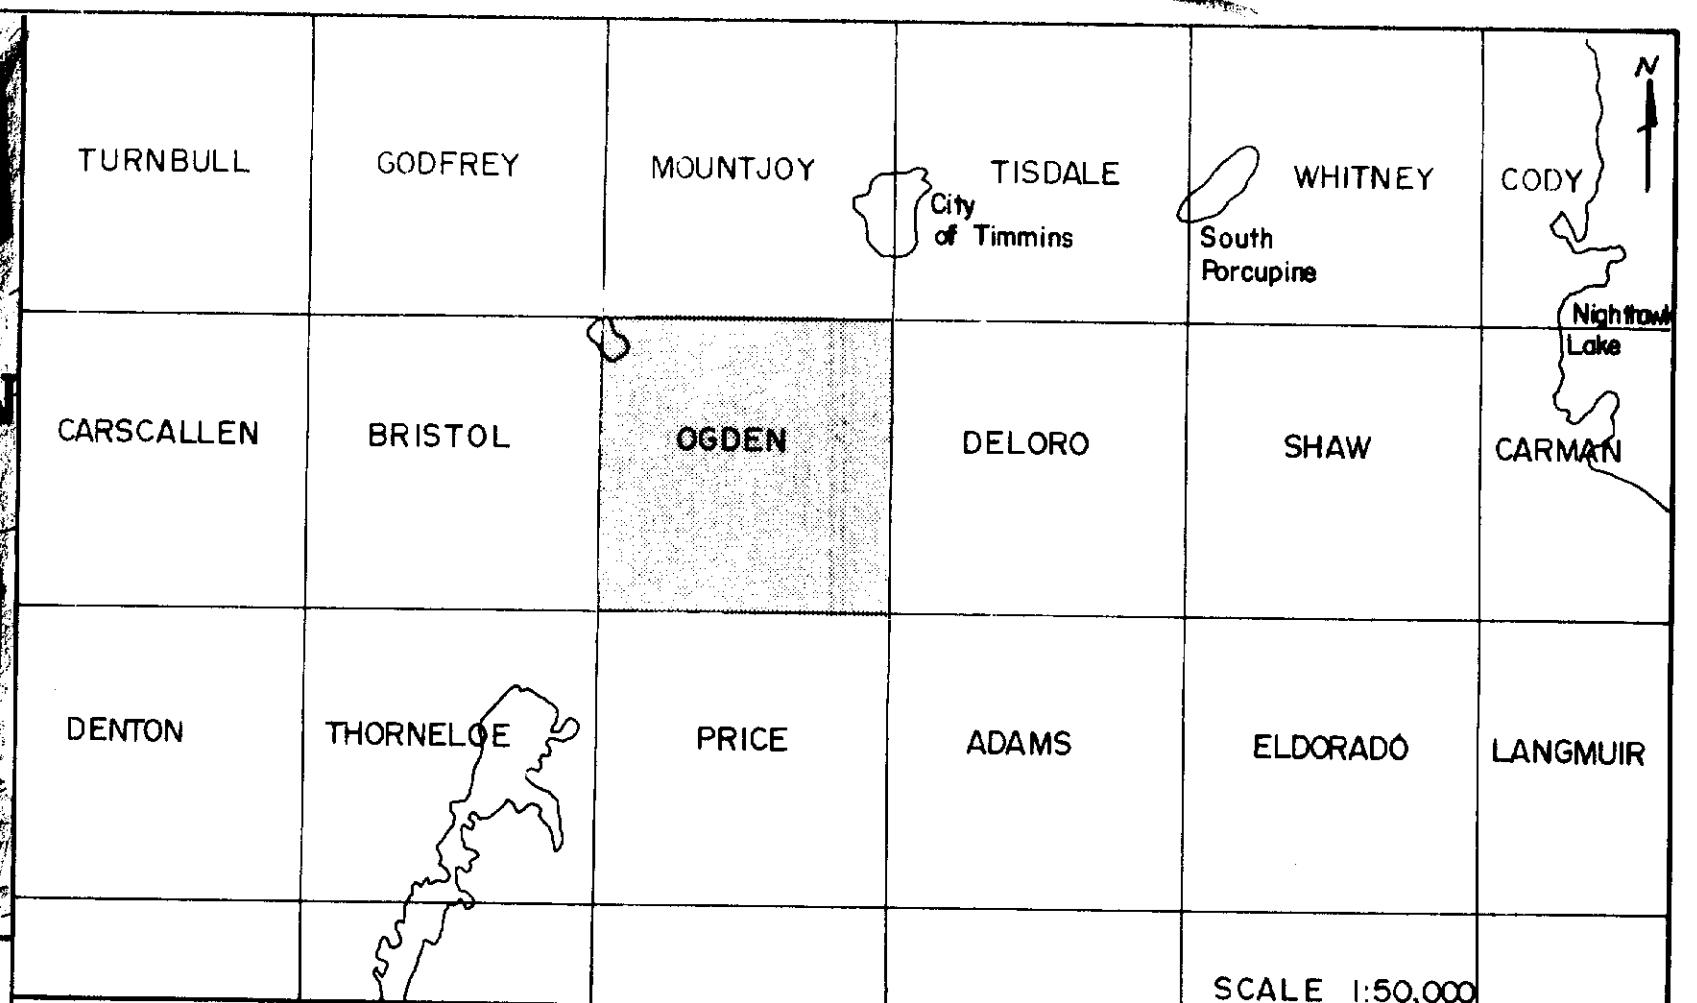 N
TURNBULL
GODFREY
MOUNTJOY
TISDALE
WHITNEY
CODY
City
of Timmins
South
Porcupine
Nighthawk
Lake
CARSCALLEN
BRISTOL
OGDEN
DELORO
SHAW
CARMAN
DENTON
THORNELOE
PRICE
ADAMS
ELDORADO
LANGMUIR
SCALE 1:50,000